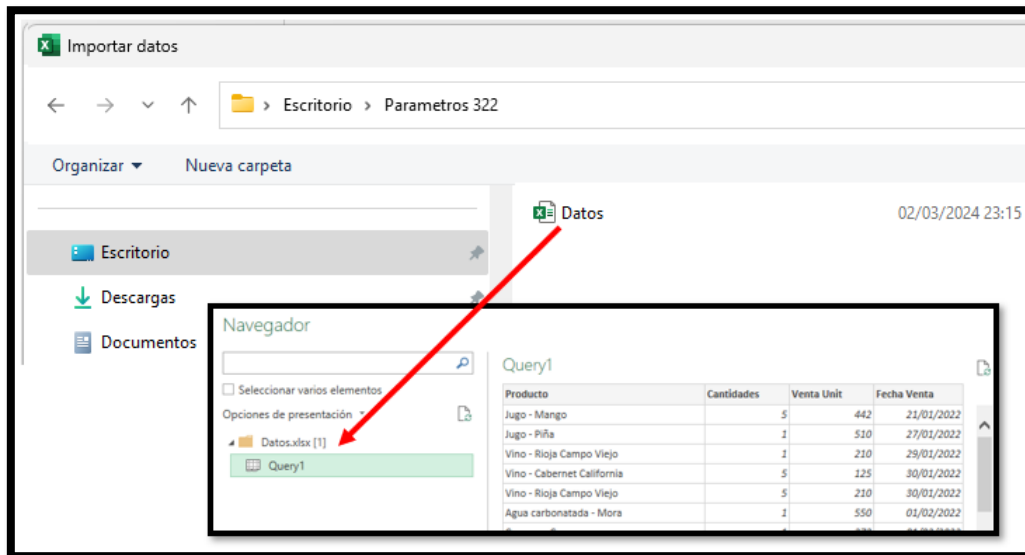 Importar datos
Escritorio > Parametros 322
Organizar Nueva carpeta
Datos 02/03/2024 23:15
Escritorio
Descargas
Documentos
Navegador
Seleccionar varios elementos
Opciones de presentación
Datos.xlsx [1]
Query1
Query1
Producto Cantidades Venta Unit Fecha Venta
Jugo - Mango 5 442 21/01/2022
Jugo - Piña 1 510 27/01/2022
Vino - Rioja Campo Viejo 1 210 29/01/2022
Vino - Cabernet California 5 125 30/01/2022
Vino - Rioja Campo Viejo 5 210 30/01/2022
Agua carbonatada - Mora 1 550 01/02/2022